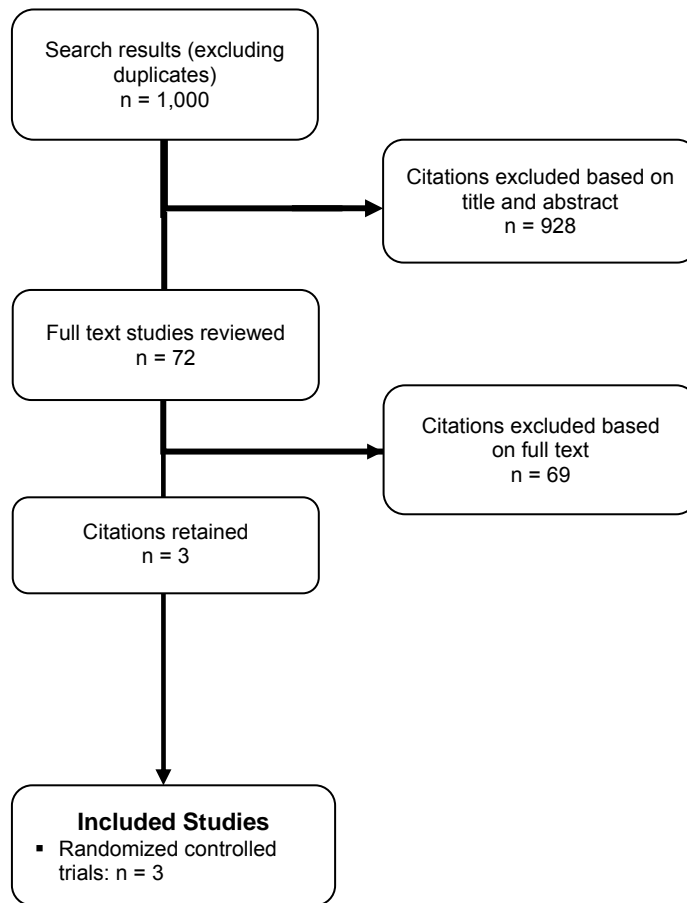 Search results (excluding
duplicates)
n = 1,000
Citations excluded based on
title and abstract
n = 928
Full text studies reviewed
n = 72
Citations excluded based
on full text
n = 69
Citations retained
n = 3
Included Studies
▪ Randomized controlled
trials: n = 3